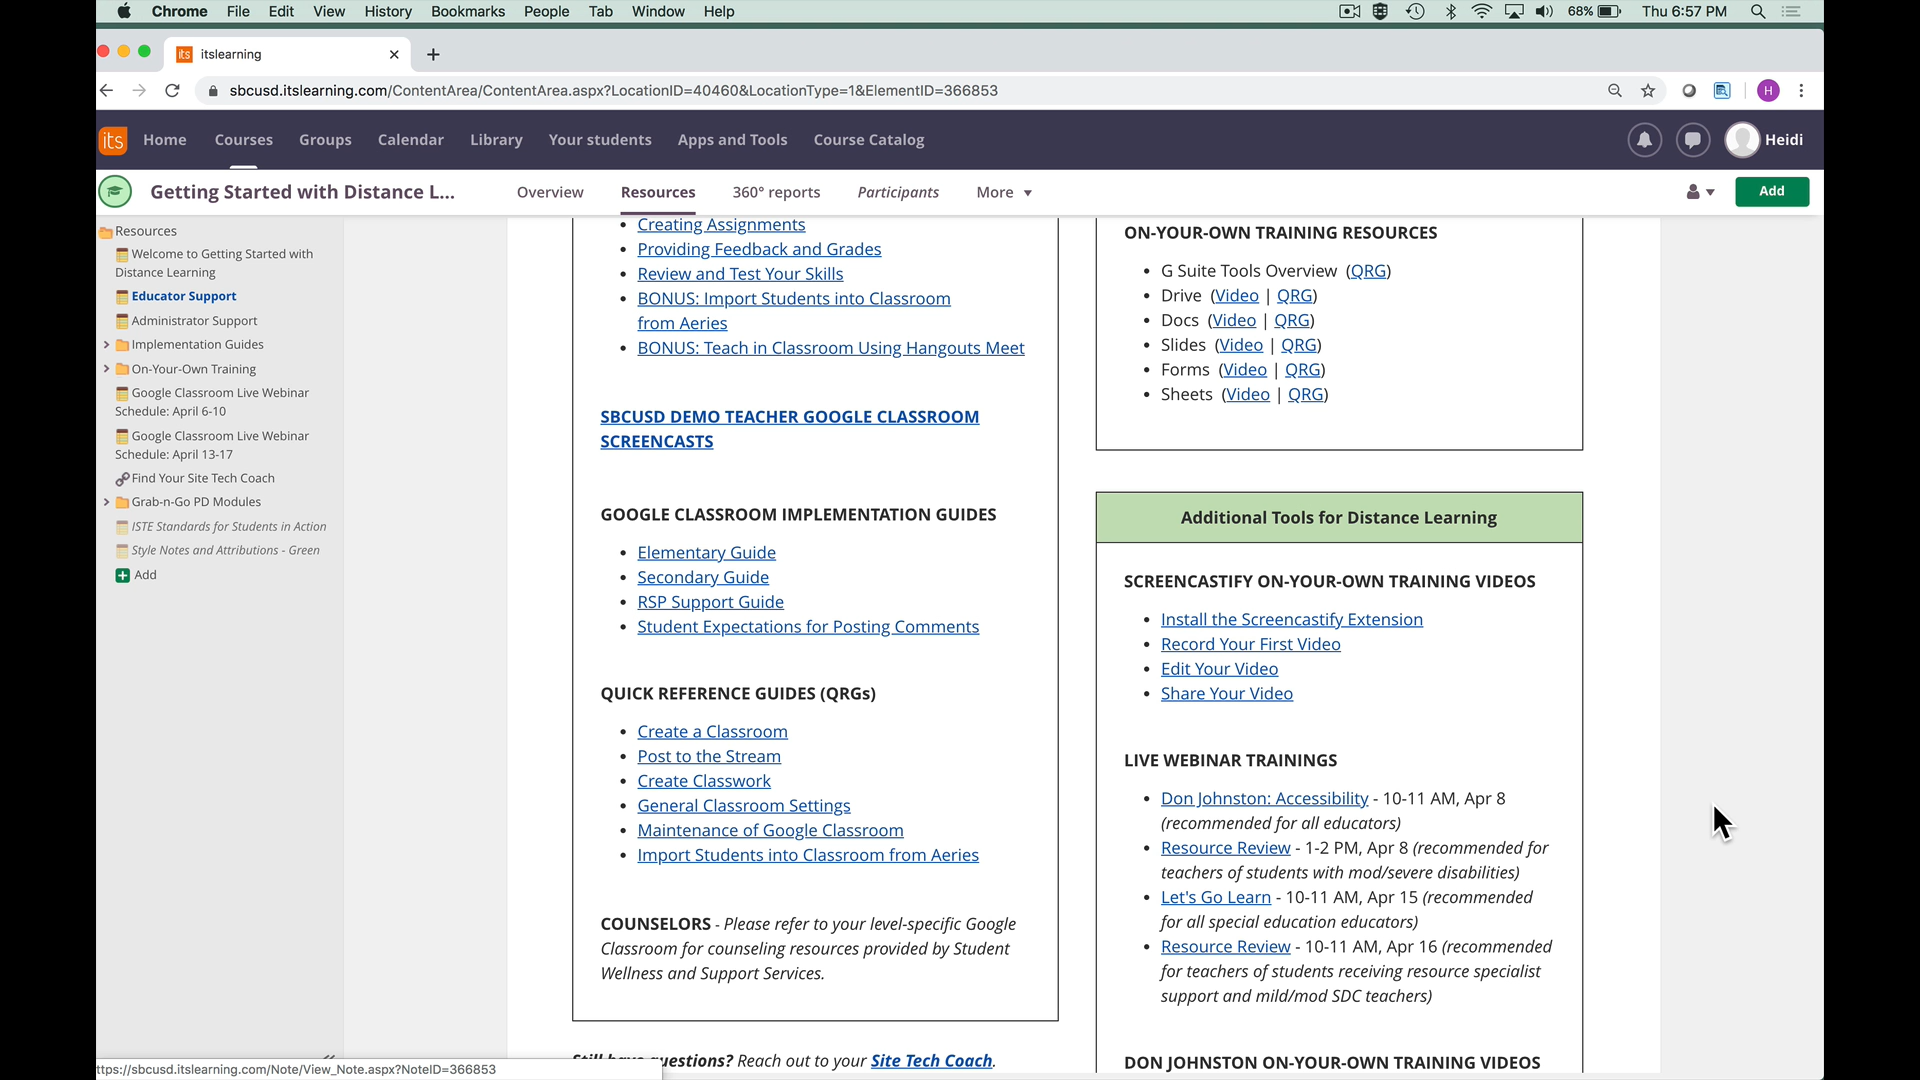 Chrome File Edit View History Bookmarks People Tab Window Help 68% Thu 6:57 PM
its itslearning
sbcusd.itslearning.com/ContentArea/ContentArea.aspx?LocationID=40460&LocationType=1&ElementID=366853 H
its Home Courses Groups Calendar Library Your students Apps and Tools Course Catalog Heidi
Getting Started with Distance L... Overview Resources 360° reports Participants More Add
Resources
Welcome to Getting Started with
Distance Learning
Educator Support
Administrator Support
Implementation Guides
On-Your-Own Training
Google Classroom Live Webinar
Schedule: April 6-10
Google Classroom Live Webinar
Schedule: April 13-17
Find Your Site Tech Coach
Grab-n-Go PD Modules
ISTE Standards for Students in Action
Style Notes and Attributions - Green
Add
Creating Assignments
Providing Feedback and Grades
Review and Test Your Skills
BONUS: Import Students into Classroom
from Aeries
BONUS: Teach in Classroom Using Hangouts Meet
SBCUSD DEMO TEACHER GOOGLE CLASSROOM
SCREENCASTS
GOOGLE CLASSROOM IMPLEMENTATION GUIDES
Elementary Guide
Secondary Guide
RSP Support Guide
Student Expectations for Posting Comments
QUICK REFERENCE GUIDES (QRGs)
Create a Classroom
Post to the Stream
Create Classwork
General Classroom Settings
Maintenance of Google Classroom
Import Students into Classroom from Aeries
COUNSELORS - Please refer to your level-specific Google
Classroom for counseling resources provided by Student
Wellness and Support Services.
Still have questions? Reach out to your Site Tech Coach.
ON-YOUR-OWN TRAINING RESOURCES
G Suite Tools Overview (QRG)
Drive (Video | QRG)
Docs (Video | QRG)
Slides (Video | QRG)
Forms (Video | QRG)
Sheets (Video | QRG)
Additional Tools for Distance Learning
SCREENCASTIFY ON-YOUR-OWN TRAINING VIDEOS
Install the Screencastify Extension
Record Your First Video
Edit Your Video
Share Your Video
LIVE WEBINAR TRAININGS
Don Johnston: Accessibility - 10-11 AM, Apr 8
(recommended for all educators)
Resource Review - 1-2 PM, Apr 8 (recommended for
teachers of students with mod/severe disabilities)
Let's Go Learn - 10-11 AM, Apr 15 (recommended
for all special education educators)
Resource Review - 10-11 AM, Apr 16 (recommended
for teachers of students receiving resource specialist
support and mild/mod SDC teachers)
DON JOHNSTON ON-YOUR-OWN TRAINING VIDEOS
ttps://sbcusd.itslearning.com/Note/View_Note.aspx?NoteID=366853